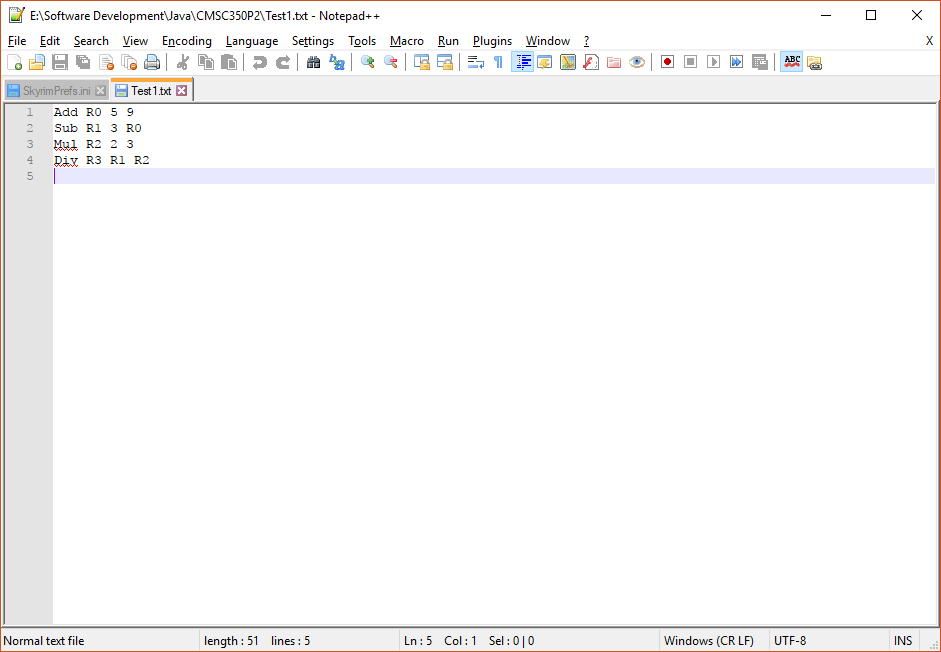 E:\Software Development\Java\CMSC350P2\Test1.txt - Notepad++
File Edit Search View Encoding Language Settings Tools Macro Run Plugins Window ? X
ABC
SkyrimPrefs.ini Test1.txt
1 Add R0 5 9
2 Sub R1 3 R0
3 Mul R2 2 3
4 Div R3 R1 R2
5
Normal text file length : 51 lines : 5 Ln : 5 Col : 1 Sel : 0 | 0 Windows (CR LF) UTF-8 INS